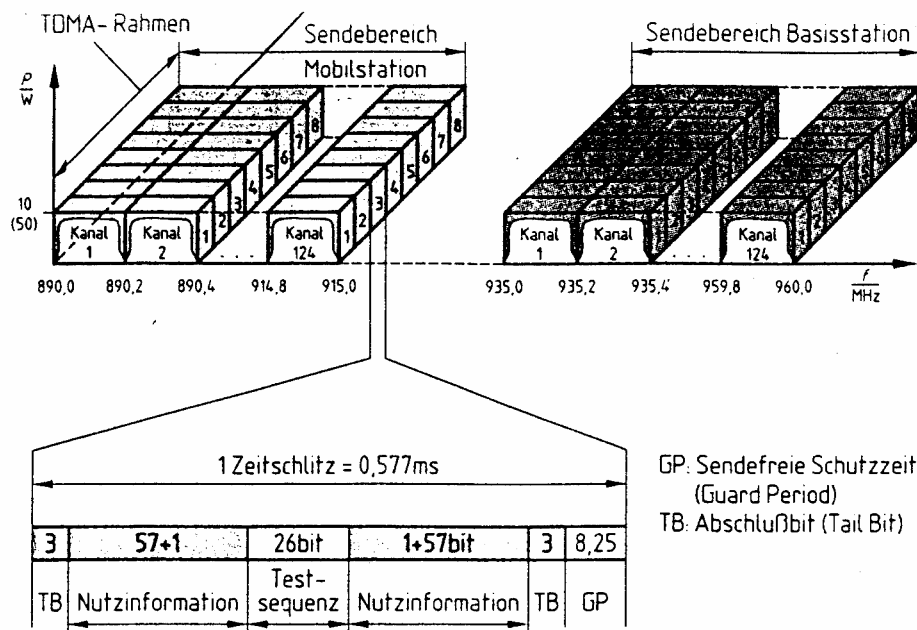 TDMA-Rahmen
Sendebereich
Mobilstation
Sendebereich Basisstation
P
W
10
(50)
1 2 3 4 5 6 7 8
1 2 3 4 5 6 7 8
Kanal
1
Kanal
2
Kanal
124
Kanal
1
Kanal
2
Kanal
124
890,0 890,2 890,4 914,8 915,0 935,0 935,2 935,4 959,8 960,0
f
MHz
1 Zeitschlitz = 0,577ms
3 57+1 26bit 1+57bit 3 8,25
TB Nutzinformation Test-
sequenz Nutzinformation TB GP
GP: Sendefreie Schutzzeit
(Guard Period)
TB: Abschlußbit (Tail Bit)